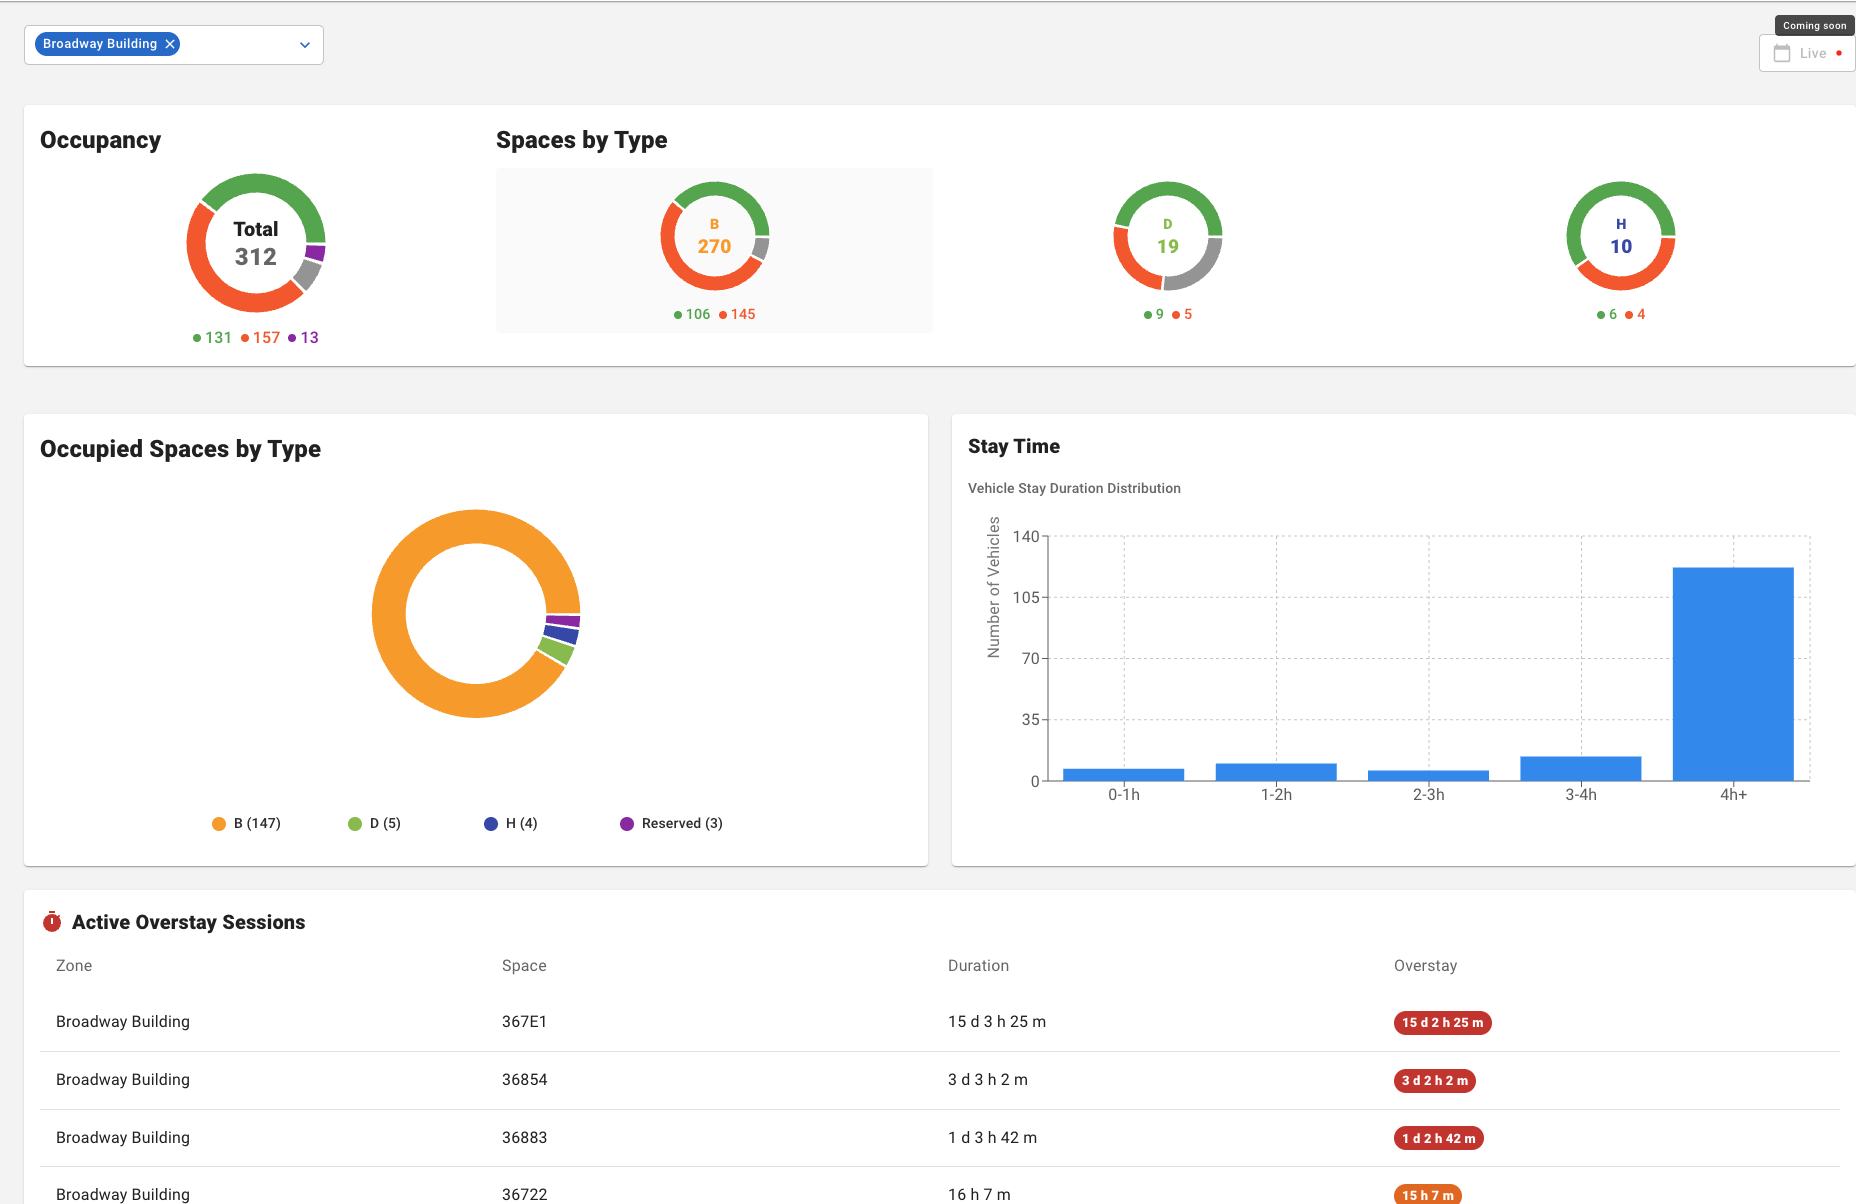 Broadway Building
Coming soon
Live
Occupancy
Total
312
131 157 13
Spaces by Type
B
270
106 145
D
19
9 5
H
10
6 4
Occupied Spaces by Type
B (147) D (5) H (4) Reserved (3)
Stay Time
Vehicle Stay Duration Distribution
Number of Vehicles
140
105
70
35
0
0-1h 1-2h 2-3h 3-4h 4h+
Active Overstay Sessions
Zone Space Duration Overstay
Broadway Building 367E1 15 d 3 h 25 m 15 d 2 h 25 m
Broadway Building 36854 3 d 3 h 2 m 3 d 2 h 2 m
Broadway Building 36883 1 d 3 h 42 m 1 d 2 h 42 m
Broadway Building 36722 16 h 7 m 15 h 7 m